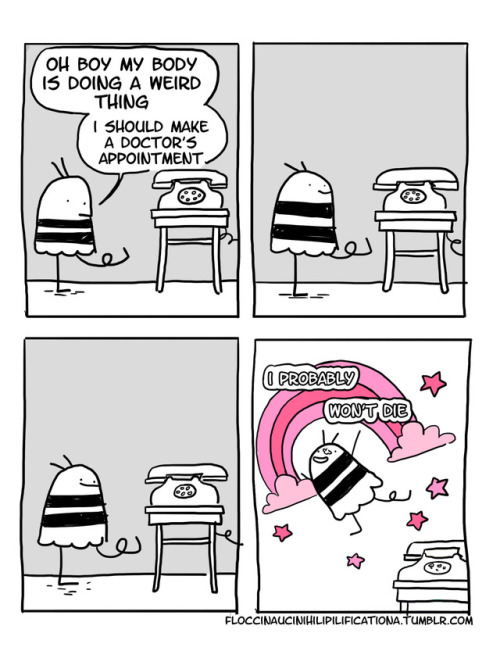 OH BOY MY BODY
IS DOING A WEIRD
THING
I SHOULD MAKE
A DOCTOR'S
APPOINTMENT
I PROBABLY
WON'T DIE
FLOCCINAUCINIHILIPILIFICATIONA.TUMBLR.COM